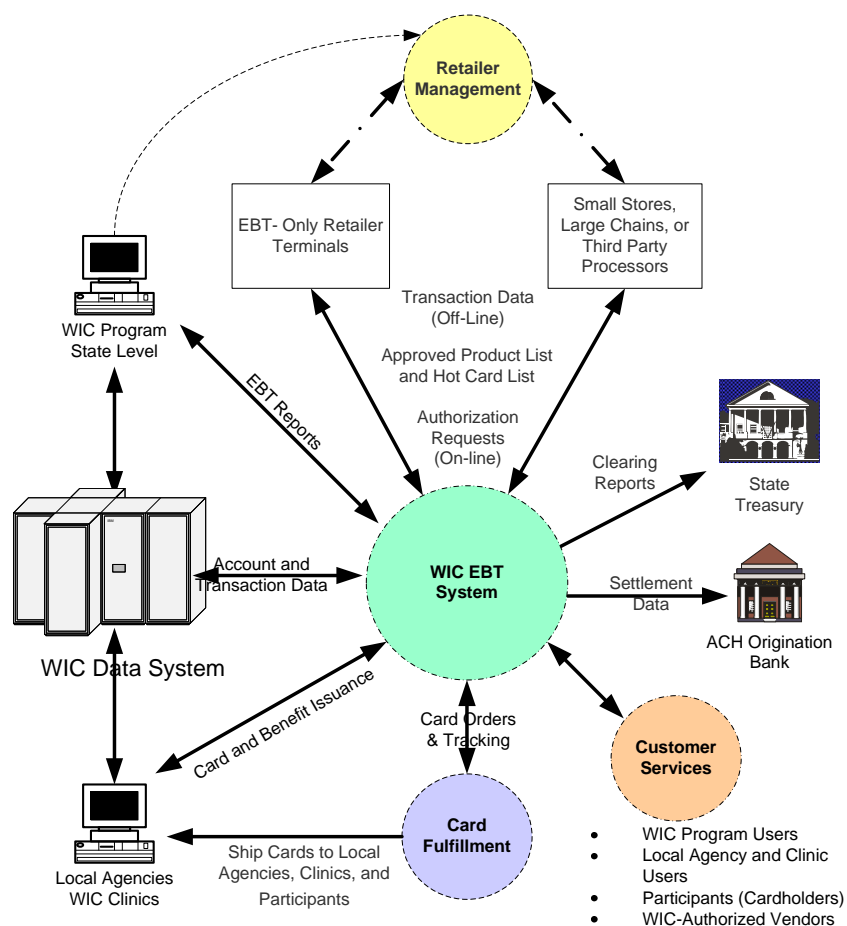 Retailer
Management
EBT- Only Retailer
Terminals
Small Stores,
Large Chains, or
Third Party
Processors
WIC Program
State Level
Transaction Data
(Off-Line)
Approved Product List
and Hot Card List
Authorization
Requests
(On-line)
EBT Reports
Clearing
Reports
State
Treasury
Account and
Transaction Data
WIC EBT
System
Settlement
Data
ACH Origination
Bank
WIC Data System
Card and Benefit Issuance
Card Orders
& Tracking
Customer
Services
Card
Fulfillment
Ship Cards to Local
Agencies, Clinics, and
Participants
Local Agencies
WIC Clinics
• WIC Program Users
• Local Agency and Clinic
Users
• Participants (Cardholders)
• WIC-Authorized Vendors